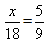 x/18 = 5/9